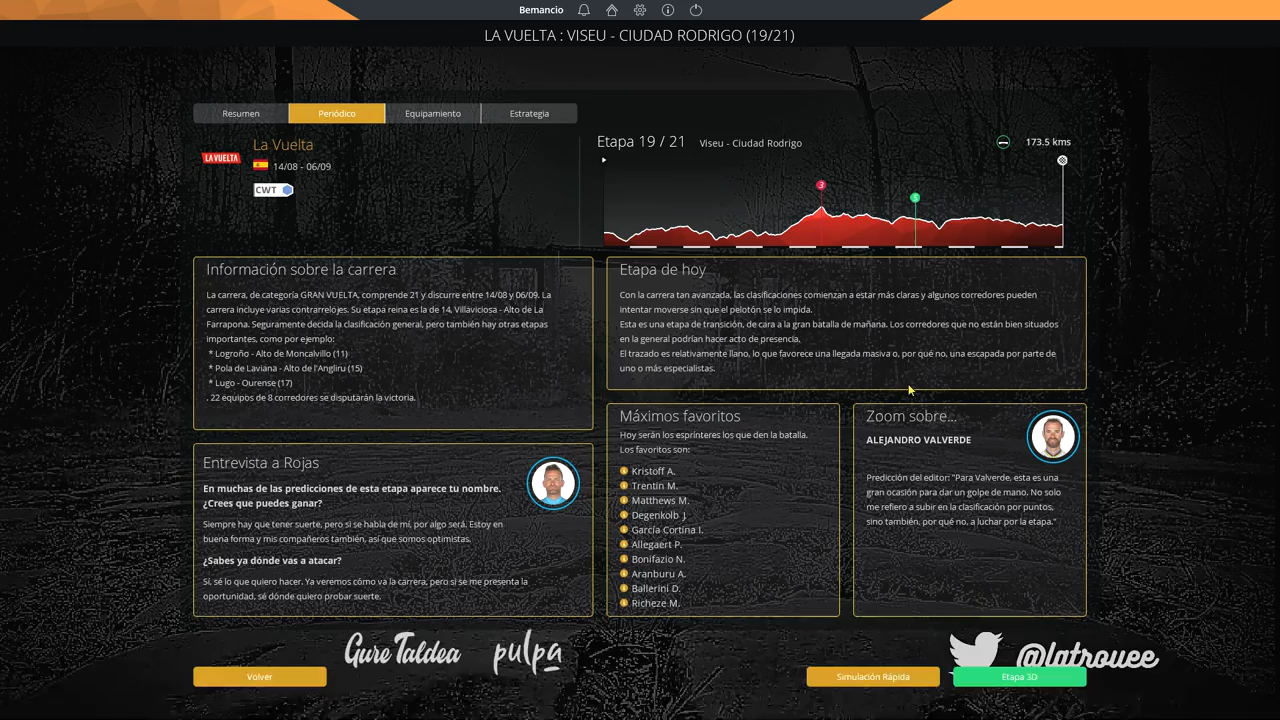 Bemancio
LA VUELTA : VISEU - CIUDAD RODRIGO (19/21)
Resumen
Periódico
Equipamiento
Estrategia
LA VUELTA
La Vuelta
14/08 - 06/09
CWT
Etapa 19 / 21
Viseu - Ciudad Rodrigo
173.5 kms
3
S
Información sobre la carrera
La carrera, de categoría GRAN VUELTA, comprende 21 y discurre entre 14/08 y 06/09. La
carrera incluye varias contrarrelojes. Su etapa reina es la de 14, Villaviciosa - Alto de La
Farrapona. Seguramente decida la clasificación general, pero también hay otras etapas
importantes, como por ejemplo:
* Logroño - Alto de Moncalvillo (11)
* Pola de Laviana - Alto de l'Angliru (15)
* Lugo - Ourense (17)
. 22 equipos de 8 corredores se disputarán la victoria.
Etapa de hoy
Con la carrera tan avanzada, las clasificaciones comienzan a estar más claras y algunos corredores pueden
intentar moverse sin que el pelotón se lo impida.
Esta es una etapa de transición, de cara a la gran batalla de mañana. Los corredores que no están bien situados
en la general podrían hacer acto de presencia.
El trazado es relativamente llano, lo que favorece una llegada masiva o, por qué no, una escapada por parte de
uno o más especialistas.
Entrevista a Rojas
En muchas de las predicciones de esta etapa aparece tu nombre.
¿Crees que puedes ganar?
Siempre hay que tener suerte, pero si se habla de mí, por algo será. Estoy en
buena forma y mis compañeros también, así que somos optimistas.
¿Sabes ya dónde vas a atacar?
Sí, sé lo que quiero hacer. Ya veremos cómo va la carrera, pero si se me presenta la
oportunidad, sé dónde quiero probar suerte.
Máximos favoritos
Hoy serán los esprinteres los que den la batalla.
Los favoritos son:
Kristoff A.
Trentin M.
Matthews M.
Degenkolb J.
García Cortina I.
Allegaert P.
Bonifazio N.
Aranburu A.
Ballerini D.
Richeze M.
Zoom sobre...
ALEJANDRO VALVERDE
Predicción del editor: "Para Valverde, esta es una
gran ocasión para dar un golpe de mano. No solo
me refiero a subir en la clasificación por puntos,
sino también, por qué no, a luchar por la etapa."
Gure Taldea
pulpa
@latrouee
Volver
Simulación Rápida
Etapa 3D